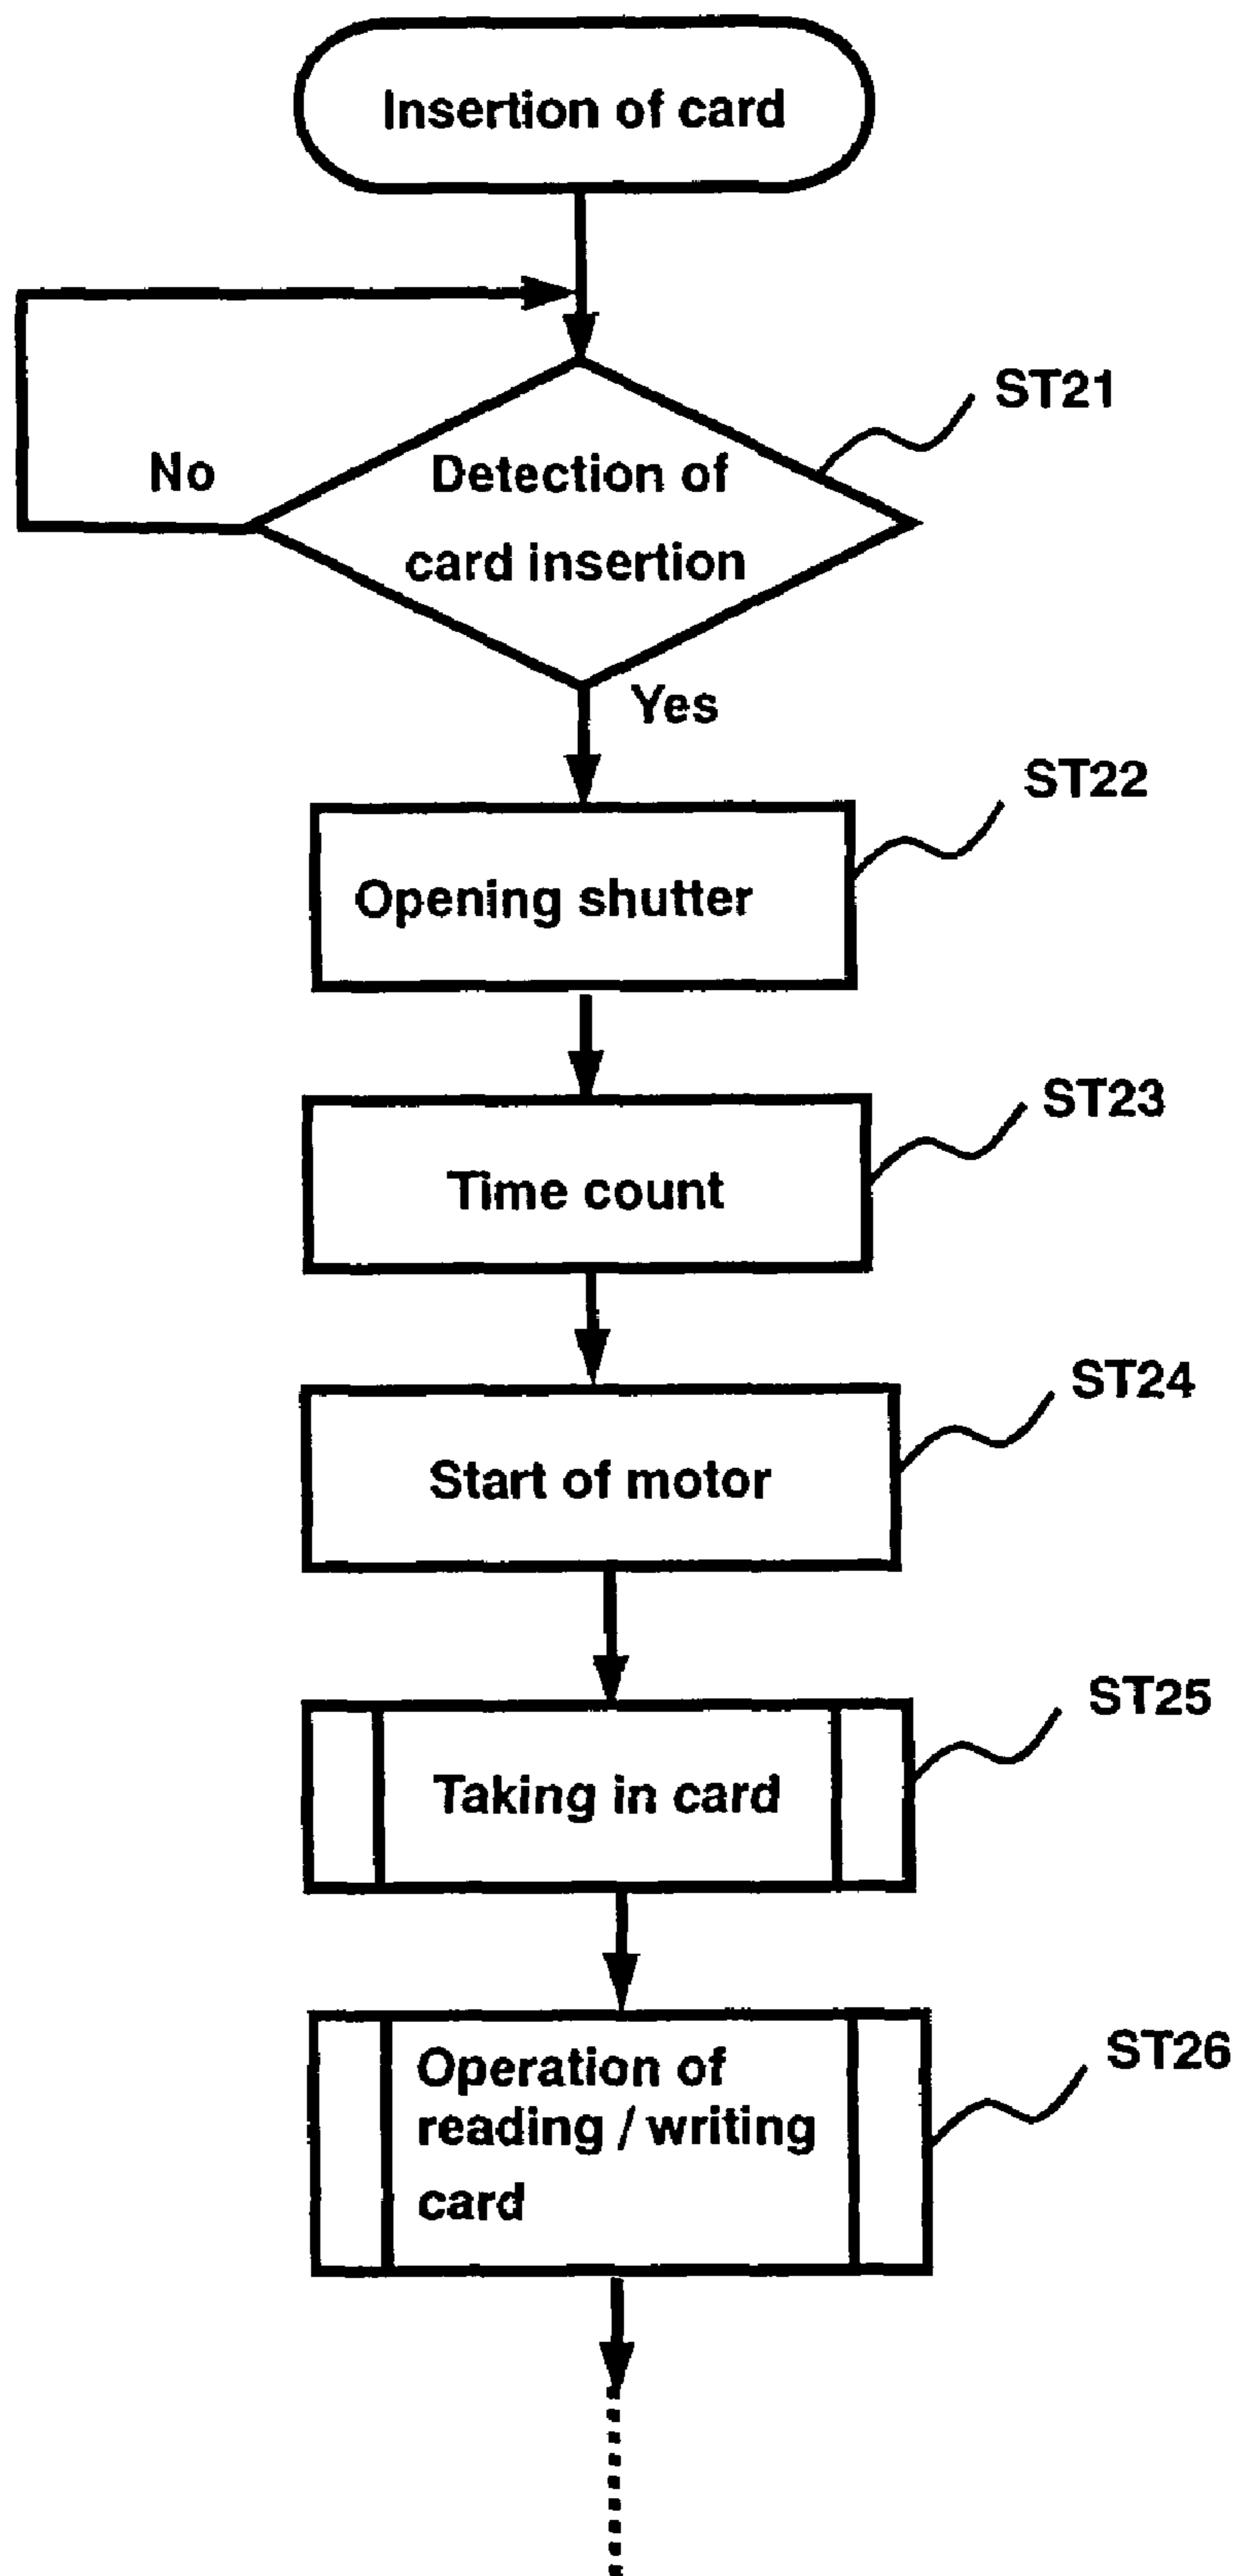 Insertion of card
ST21
No
Detection of
card insertion
Yes
ST22
Opening shutter
ST23
Time count
ST24
Start of motor
ST25
Taking in card
ST26
Operation of
reading / writing
card